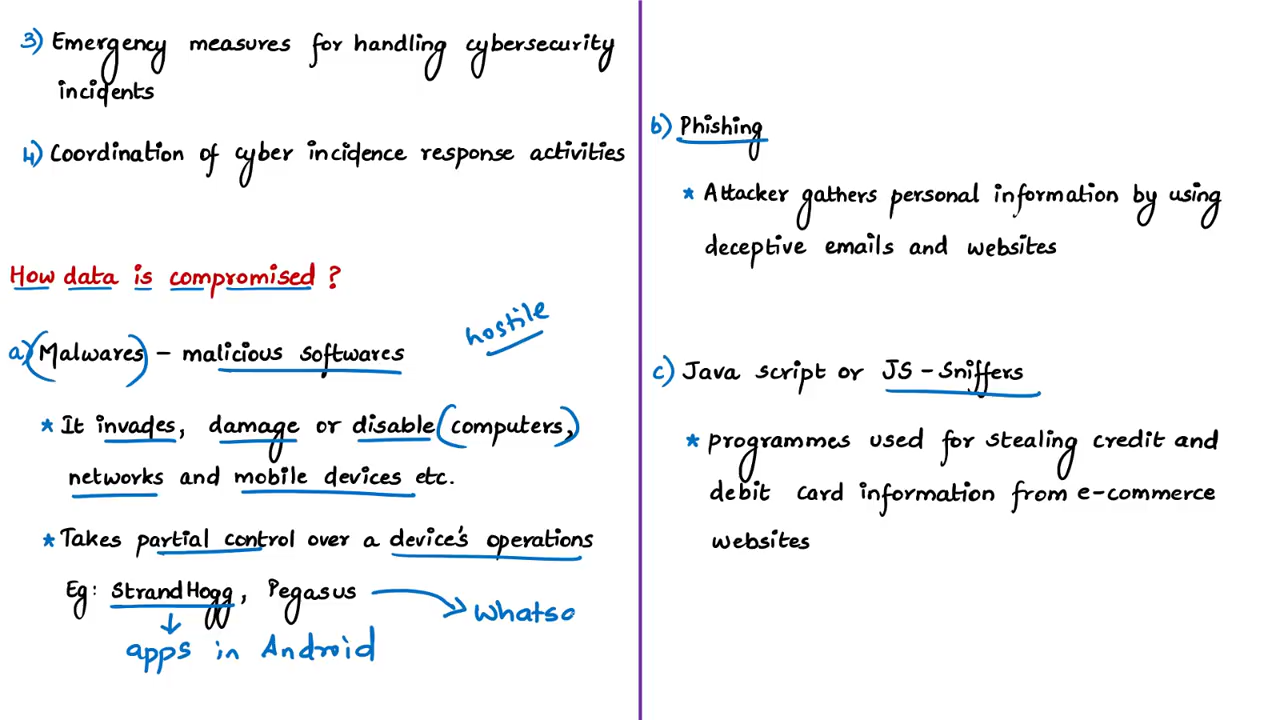 3) Emergency measures for handling cybersecurity
incidents
4) Coordination of cyber incidence response activities
How data is compromised ?
hostile
a) (Malwares) - malicious softwares
* It invades, damage or disable (computers,)
networks and mobile devices etc.
* Takes partial control over a device's operations
Eg: StrandHogg, Pegasus
whatso
apps in Android
b) Phishing
* Attacker gathers personal information by using
deceptive emails and websites
c) Java script or JS - Sniffers
* programmes used for stealing credit and
debit card information from e-commerce
websites